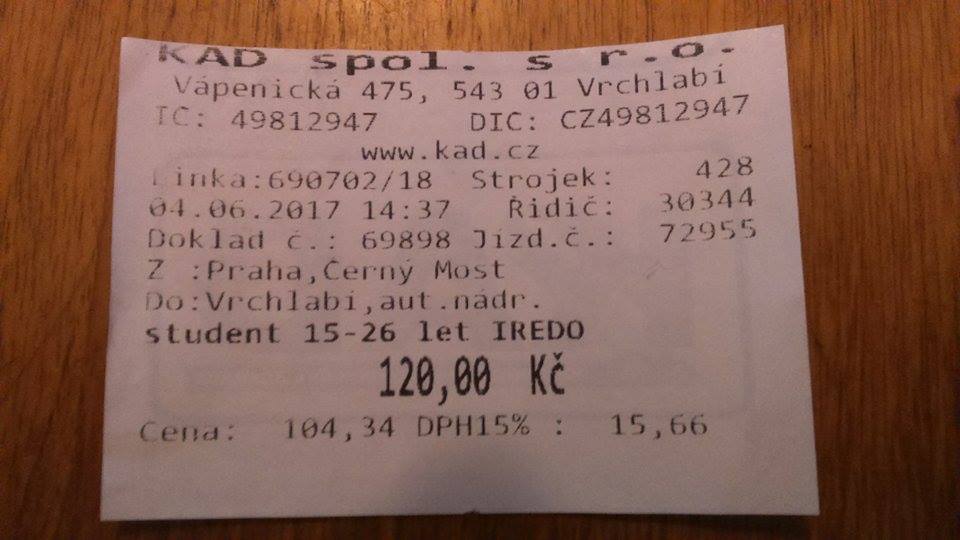 KAD spol. s r.o.
Vápenická 475, 543 01 Vrchlabí
IC: 49812947 DIC: CZ49812947
www.kad.cz
Linka:690702/18 Strojek: 428
04.06.2017 14:37 Řidič: 30344
Doklad č.: 69898 Jízd.č.: 72955
Z :Praha,Černý Most
Do:Vrchlabí,aut.nádr.
student 15-26 let IREDO
120,00 Kč
Cena: 104,34 DPH15% : 15,66